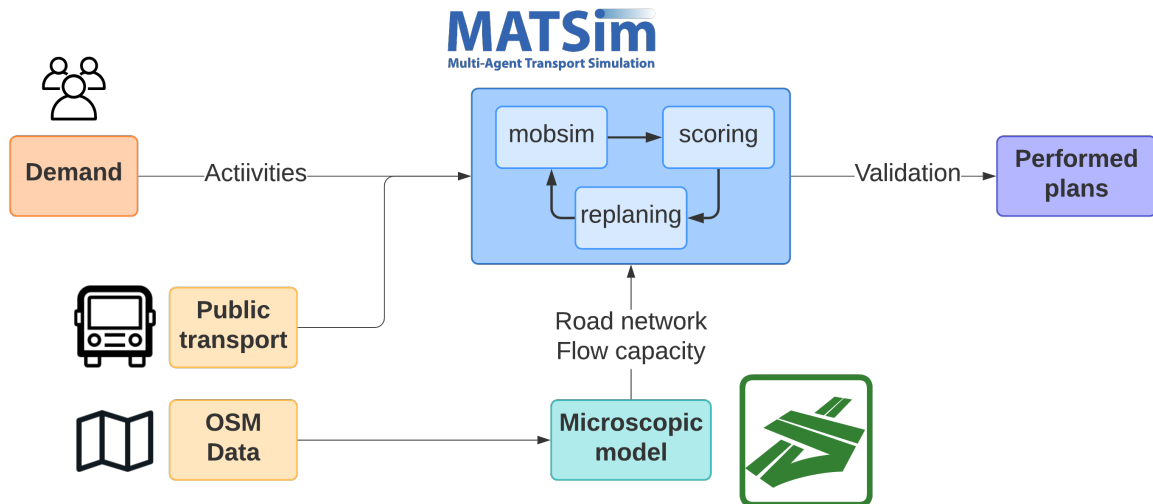 MATSim
Multi-Agent Transport Simulation
mobsim
scoring
replaning
Demand
Actiivities
Validation
Performed
plans
Public
transport
Road network
Flow capacity
OSM
Data
Microscopic
model